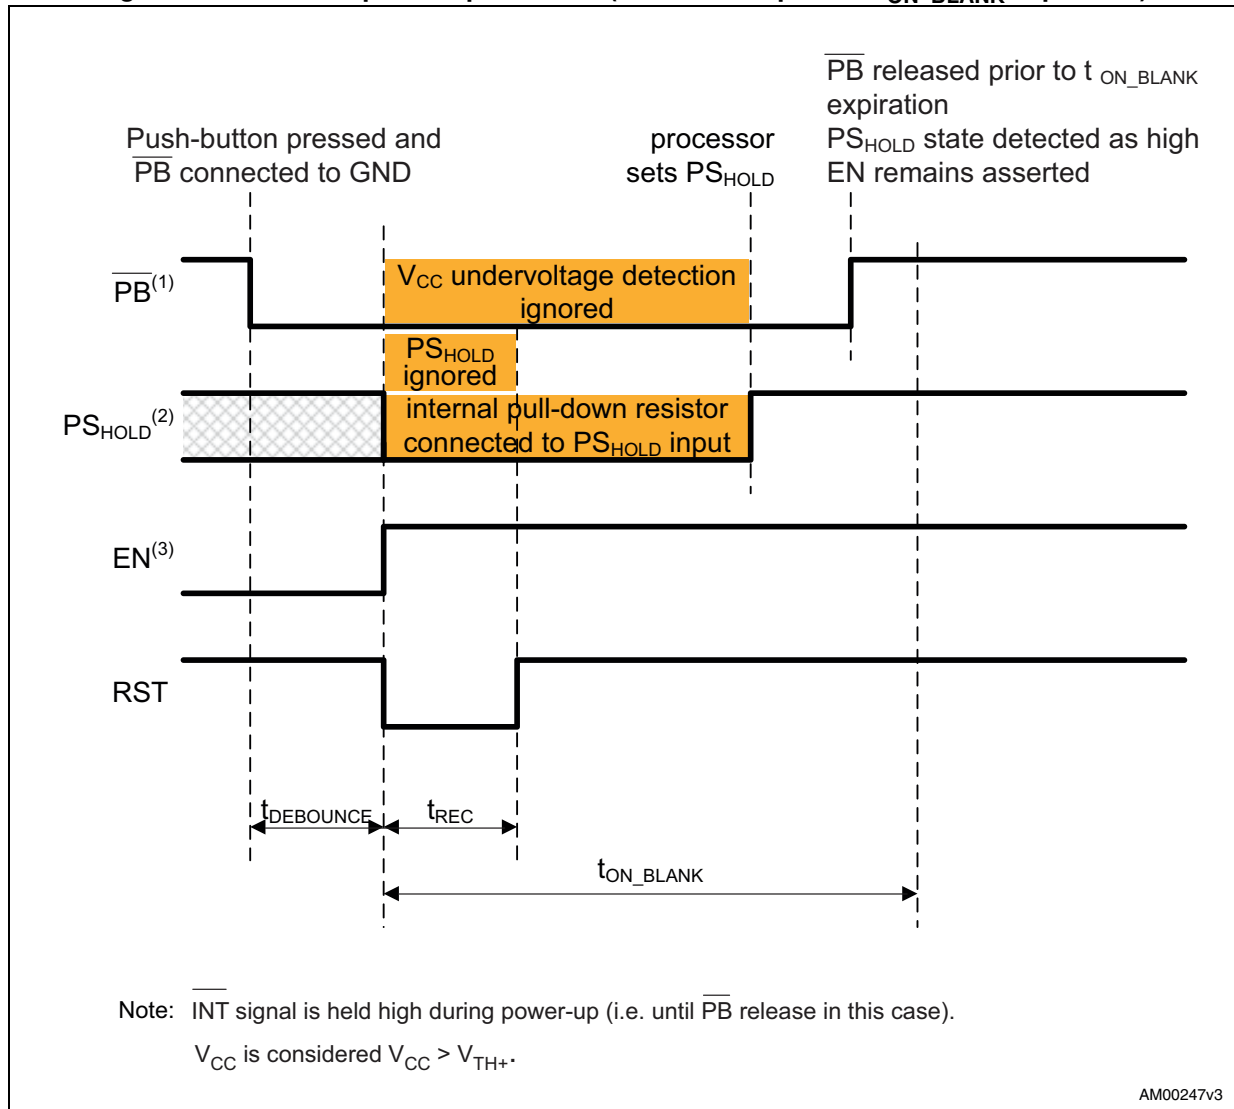 PB released prior to t ON_BLANK
expiration
PSHOLD state detected as high
EN remains asserted
Push-button pressed and
PB connected to GND
processor
sets PSHOLD
PB(1)
VCC undervoltage detection
ignored
PSHOLD
ignored
PSHOLD(2)
internal pull-down resistor
connected to PSHOLD input
EN(3)
RST
tDEBOUNCE
tREC
tON_BLANK
Note: INT signal is held high during power-up (i.e. until PB release in this case).
VCC is considered VCC > VTH+.
AM00247v3